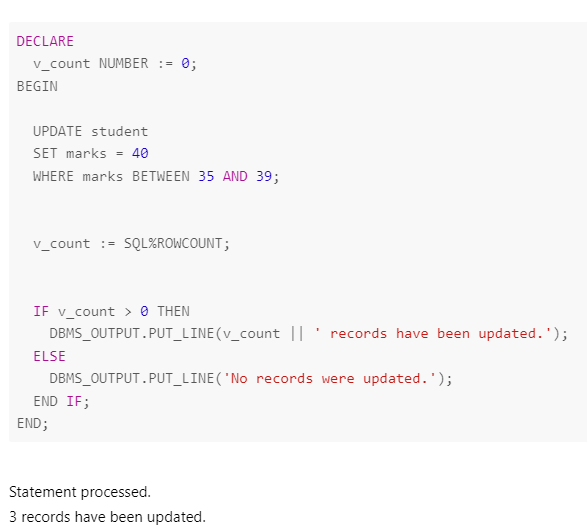 DECLARE
  v_count NUMBER := 0;
BEGIN
  UPDATE student
  SET marks = 40
  WHERE marks BETWEEN 35 AND 39;
  v_count := SQL%ROWCOUNT;
  IF v_count > 0 THEN
    DBMS_OUTPUT.PUT_LINE(v_count || ' records have been updated.');
  ELSE
    DBMS_OUTPUT.PUT_LINE('No records were updated.');
  END IF;
END;
Statement processed.
3 records have been updated.